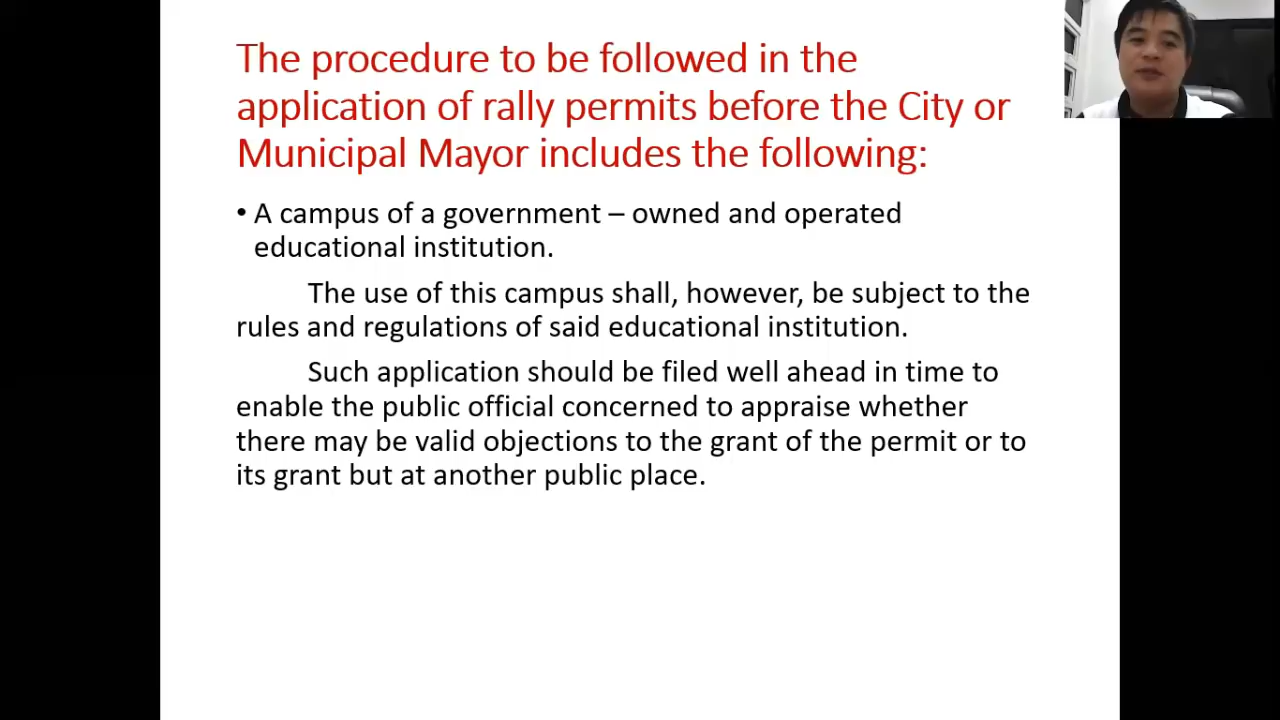 The procedure to be followed in the
application of rally permits before the City or
Municipal Mayor includes the following:
• A campus of a government – owned and operated
educational institution.
The use of this campus shall, however, be subject to the
rules and regulations of said educational institution.
Such application should be filed well ahead in time to
enable the public official concerned to appraise whether
there may be valid objections to the grant of the permit or to
its grant but at another public place.